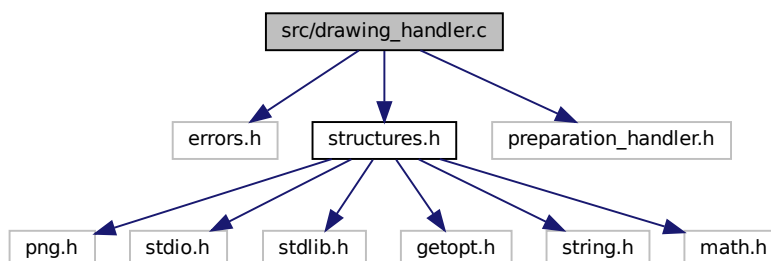 src/drawing_handler.c
errors.h
structures.h
preparation_handler.h
png.h
stdio.h
stdlib.h
getopt.h
string.h
math.h